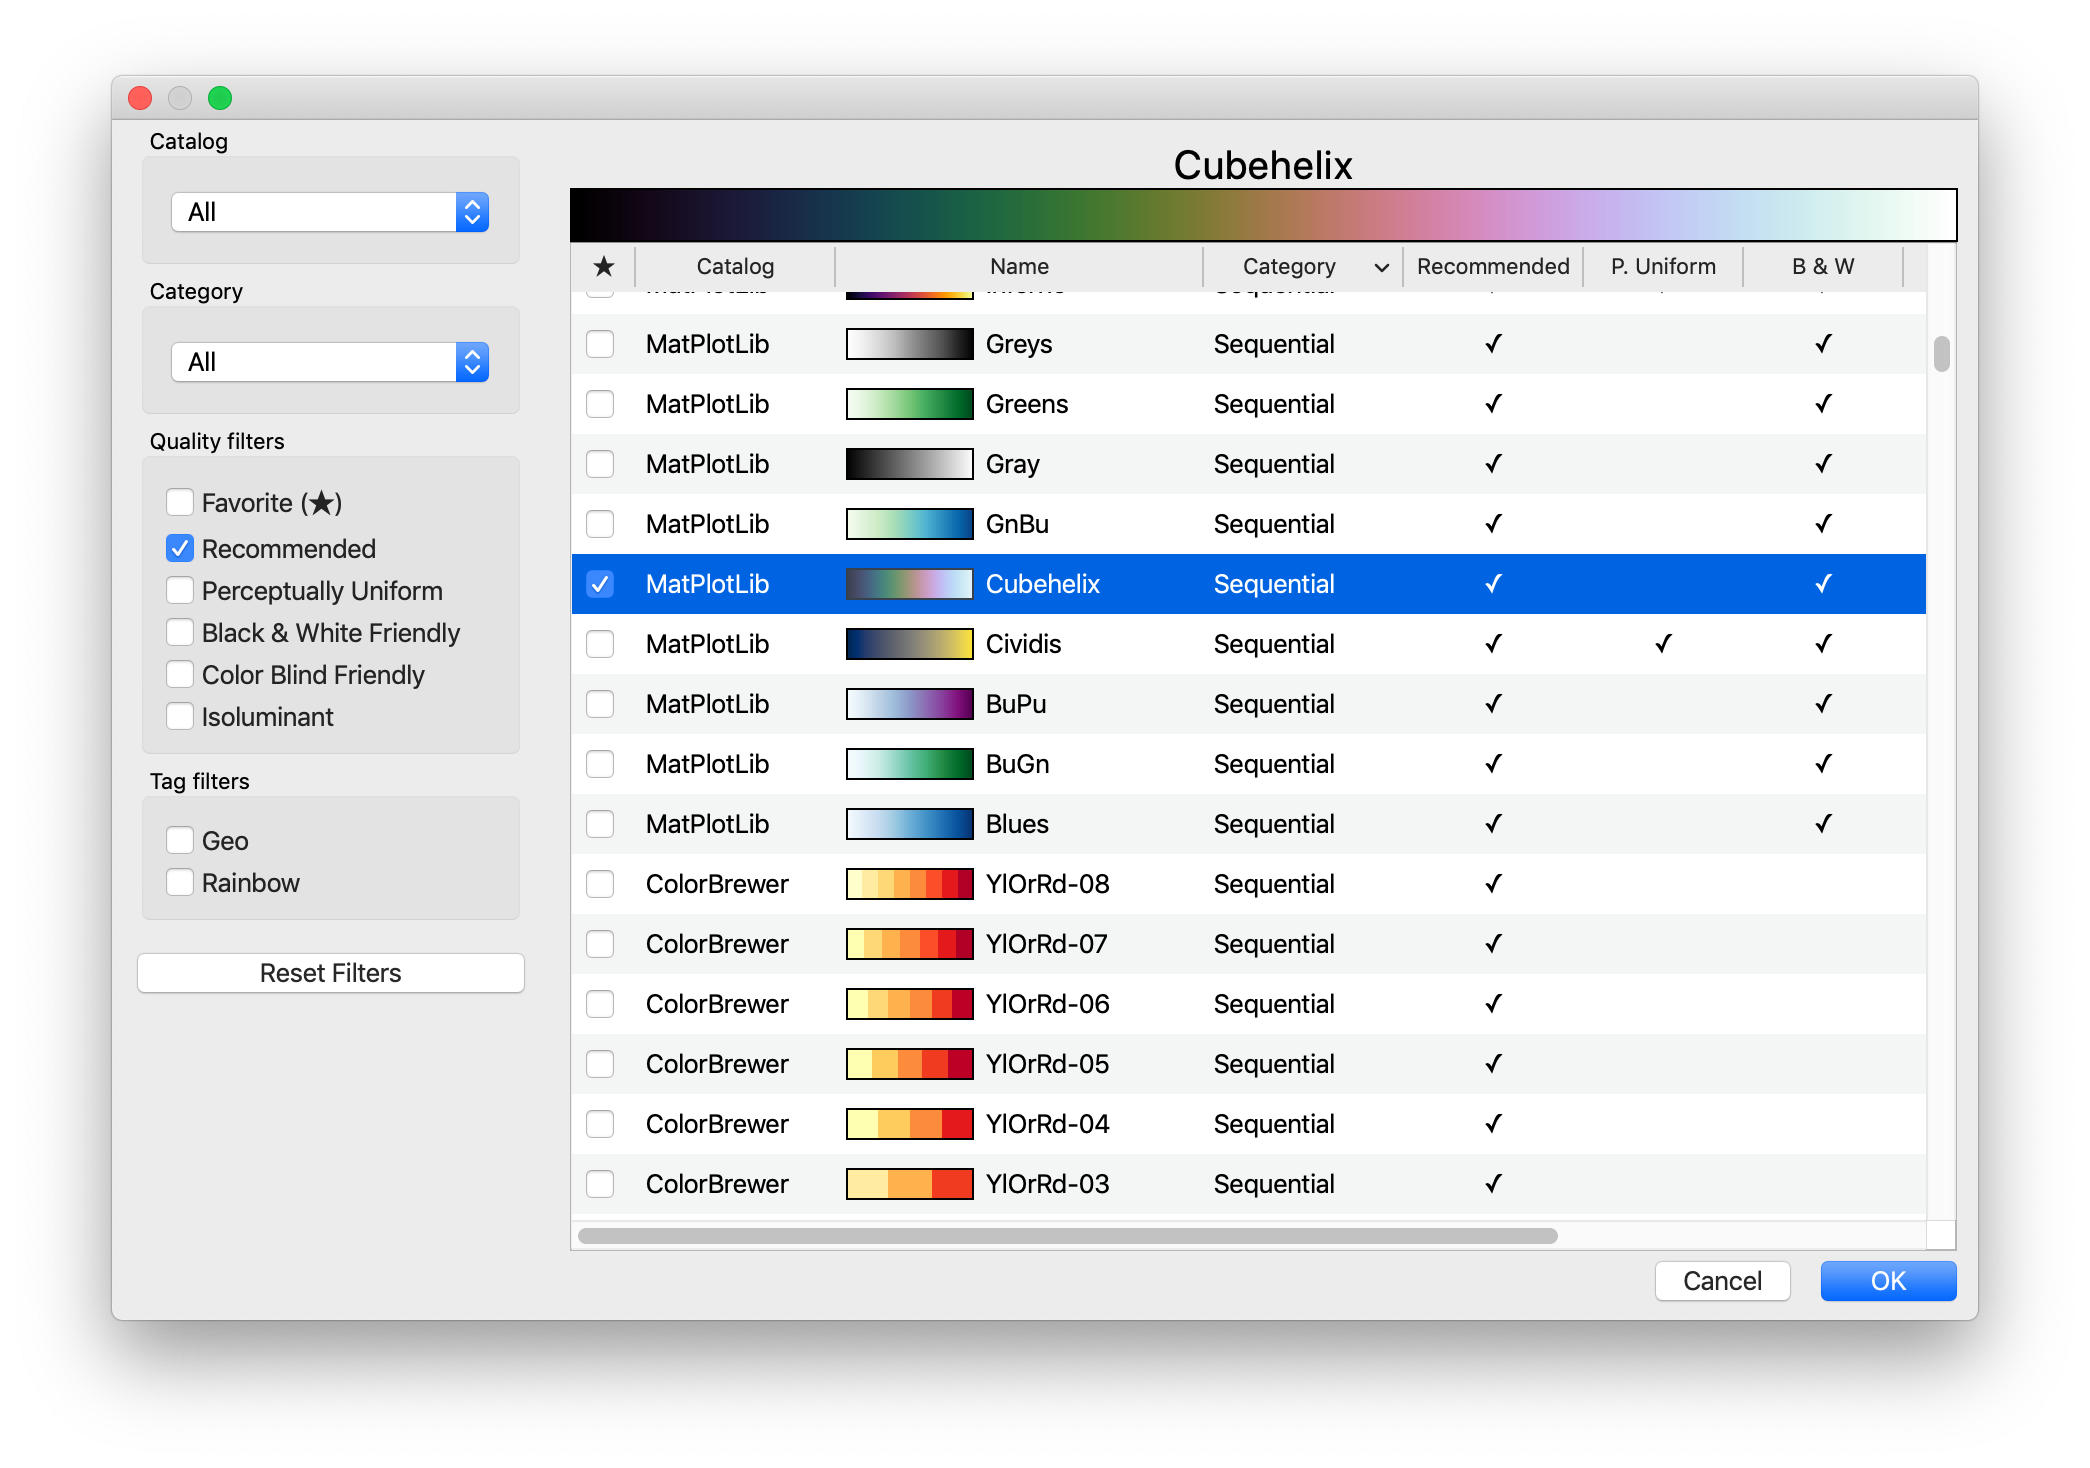 Catalog
All
Category
All
Quality filters
Favorite (★)
Recommended
Perceptually Uniform
Black & White Friendly
Color Blind Friendly
Isoluminant
Tag filters
Geo
Rainbow
Reset Filters
Cubehelix
★ Catalog Name Category Recommended P. Uniform B & W
MatPlotLib Greys Sequential ✓ ✓
MatPlotLib Greens Sequential ✓ ✓
MatPlotLib Gray Sequential ✓ ✓
MatPlotLib GnBu Sequential ✓ ✓
MatPlotLib Cubehelix Sequential ✓ ✓
MatPlotLib Cividis Sequential ✓ ✓ ✓
MatPlotLib BuPu Sequential ✓ ✓
MatPlotLib BuGn Sequential ✓ ✓
MatPlotLib Blues Sequential ✓ ✓
ColorBrewer YlOrRd-08 Sequential ✓
ColorBrewer YlOrRd-07 Sequential ✓
ColorBrewer YlOrRd-06 Sequential ✓
ColorBrewer YlOrRd-05 Sequential ✓
ColorBrewer YlOrRd-04 Sequential ✓
ColorBrewer YlOrRd-03 Sequential ✓
Cancel OK